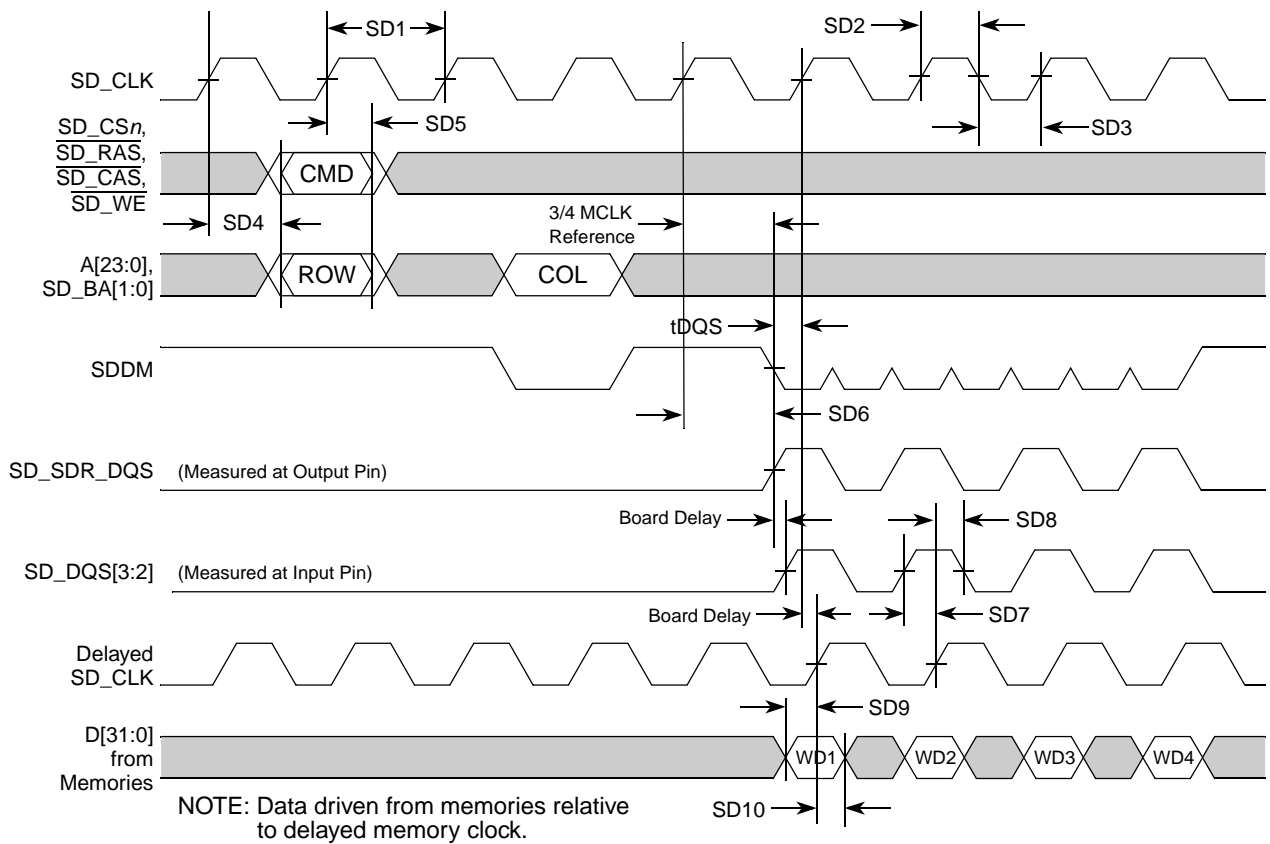 SD1
SD2
SD_CLK
SD5
SD3
SD_CSn,
SD_RAS,
SD_CAS,
SD_WE
CMD
SD4
3/4 MCLK
Reference
A[23:0],
SD_BA[1:0]
ROW
COL
tDQS
SDDM
SD6
SD_SDR_DQS
(Measured at Output Pin)
Board Delay
SD8
SD_DQS[3:2]
(Measured at Input Pin)
Board Delay
SD7
Delayed
SD_CLK
SD9
D[31:0]
from
Memories
WD1
WD2
WD3
WD4
NOTE: Data driven from memories relative
to delayed memory clock.
SD10